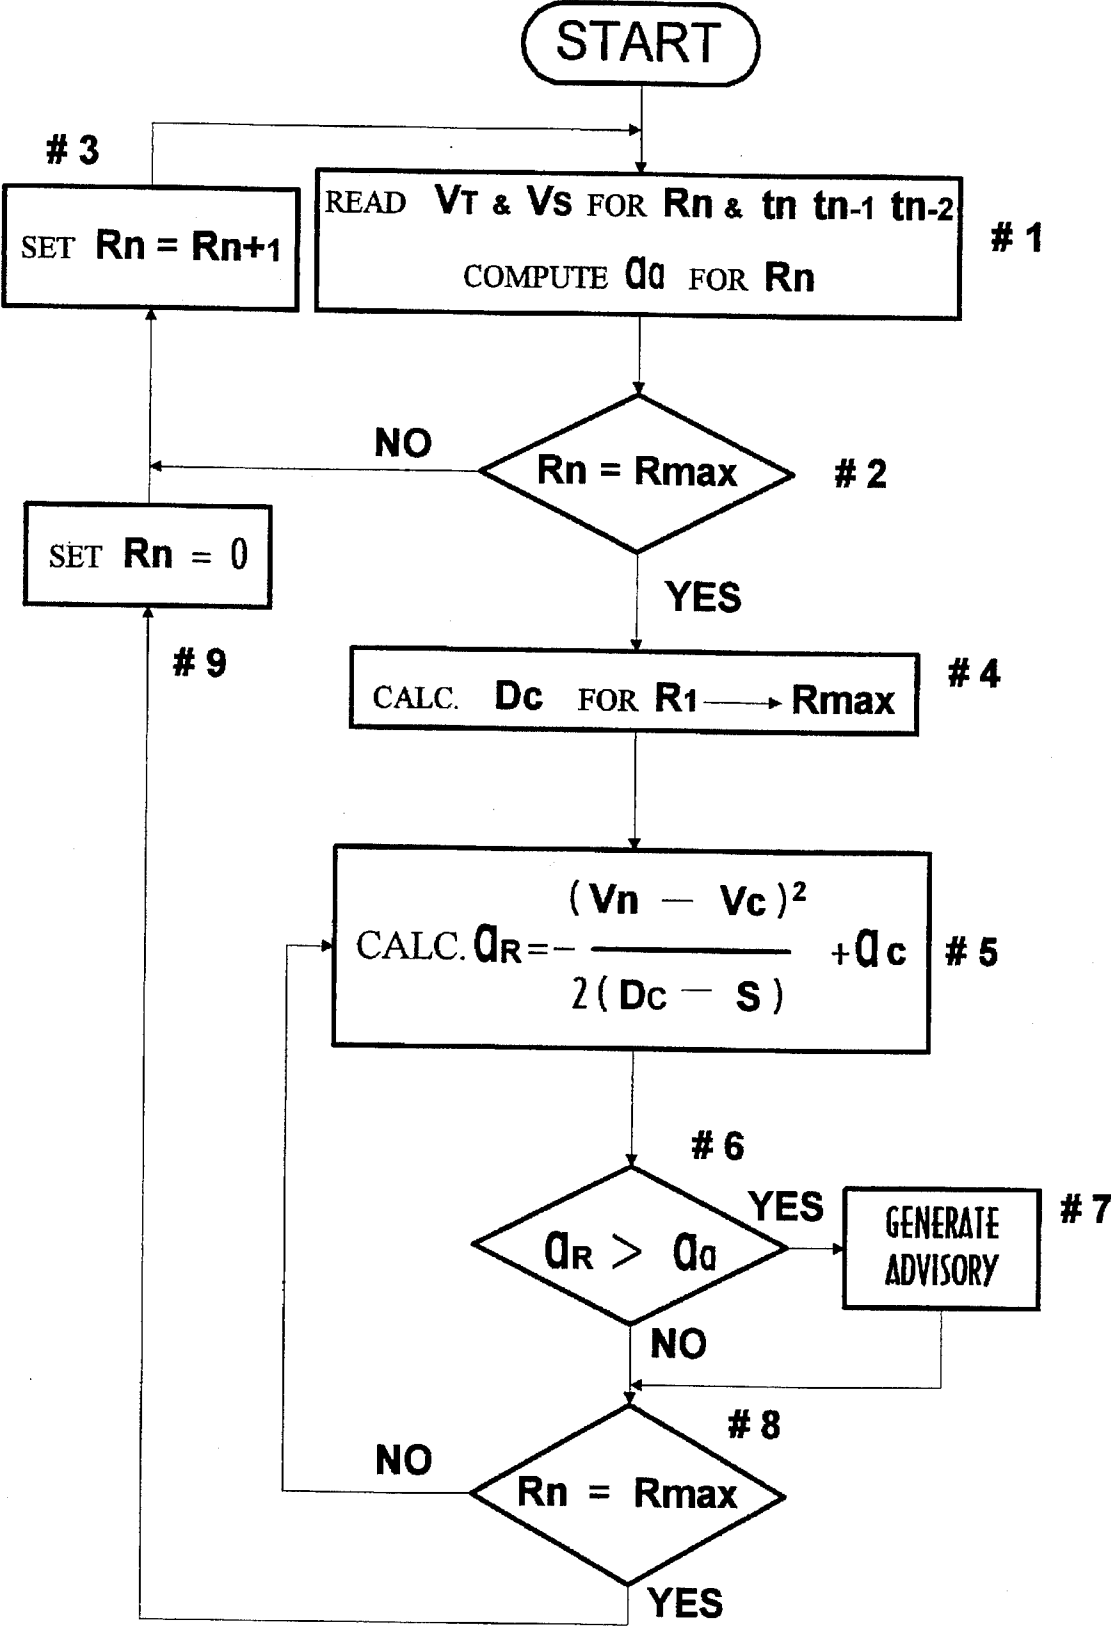 START
# 3
READ VT & VS FOR Rn & tn tn-1 tn-2
COMPUTE aa FOR Rn
# 1
SET Rn = Rn+1
NO
Rn = Rmax
# 2
SET Rn = 0
YES
# 9
CALC. Dc FOR R1 → Rmax
# 4
CALC. aR = - (Vn - Vc)² / 2(Dc - S) + ac
# 5
# 6
YES
aR > aa
GENERATE
ADVISORY
# 7
NO
# 8
NO
Rn = Rmax
YES